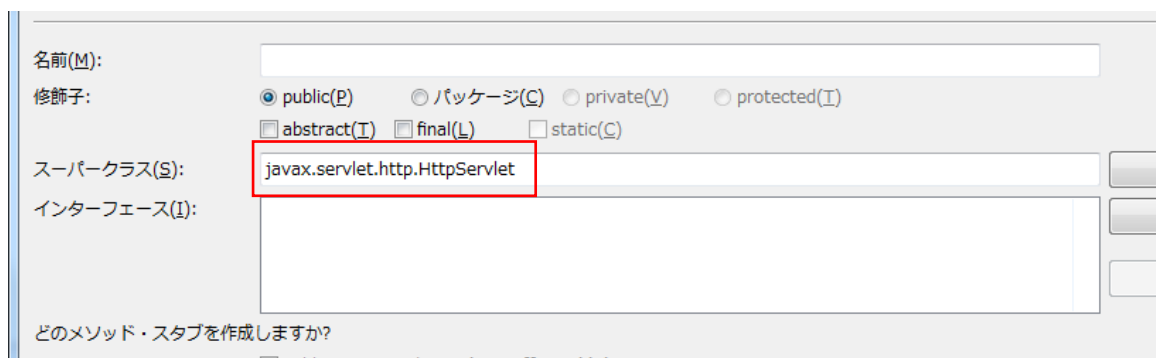 名前(M):
修飾子: public(P) パッケージ(C) private(V) protected(T)
abstract(T) final(L) static(C)
スーパークラス(S): javax.servlet.http.HttpServlet
インターフェース(I):
どのメソッド・スタブを作成しますか?